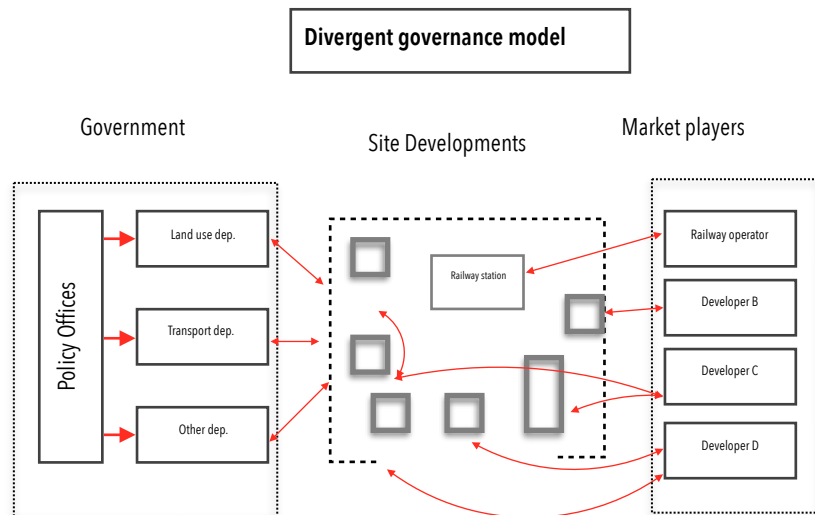 Divergent governance model
Government
Site Developments
Market players
Policy Offices
Land use dep.
Transport dep.
Other dep.
Railway station
Railway operator
Developer B
Developer C
Developer D